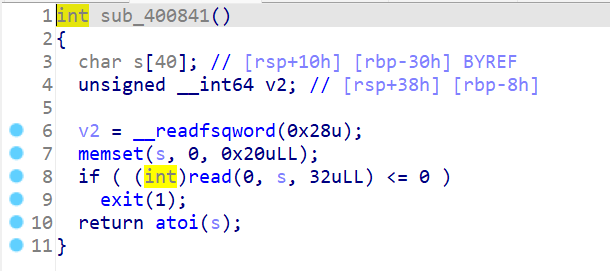 1 int sub_400841()
2 {
3 char s[40]; // [rsp+10h] [rbp-30h] BYREF
4 unsigned __int64 v2; // [rsp+38h] [rbp-8h]
5
6 v2 = __readfsqword(0x28u);
7 memset(s, 0, 0x20uLL);
8 if ( (int)read(0, s, 32uLL) <= 0 )
9 exit(1);
10 return atoi(s);
11 }